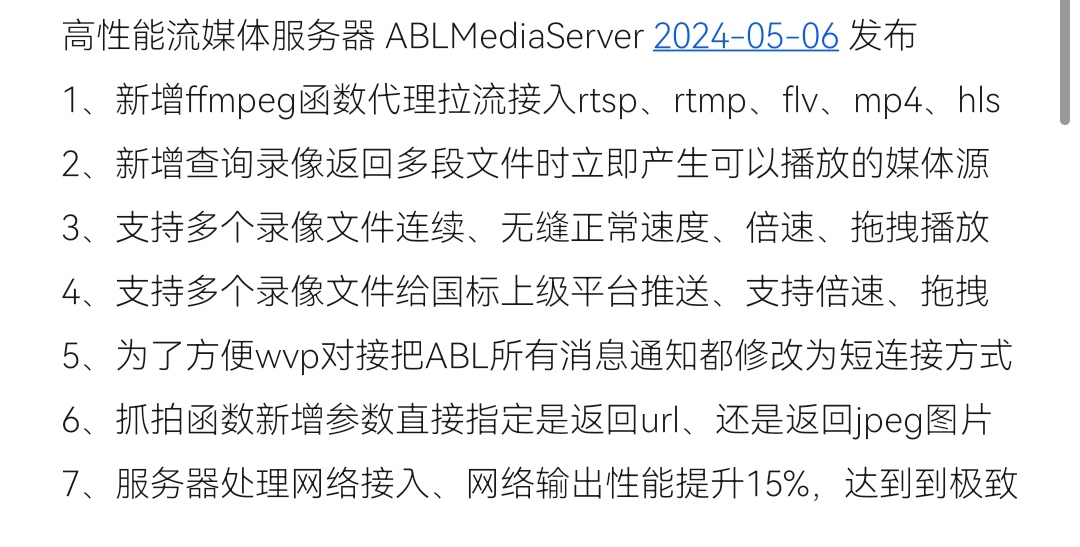 高性能流媒体服务器 ABLMediaServer 2024-05-06 发布
1、新增ffmpeg函数代理拉流接入rtsp、rtmp、flv、mp4、hls
2、新增查询录像返回多段文件时立即产生可以播放的媒体源
3、支持多个录像文件连续、无缝正常速度、倍速、拖拽播放
4、支持多个录像文件给国标上级平台推送、支持倍速、拖拽
5、为了方便wvp对接把ABL所有消息通知都修改为短连接方式
6、抓拍函数新增参数直接指定是返回url、还是返回jpeg图片
7、服务器处理网络接入、网络输出性能提升15%，达到到极致